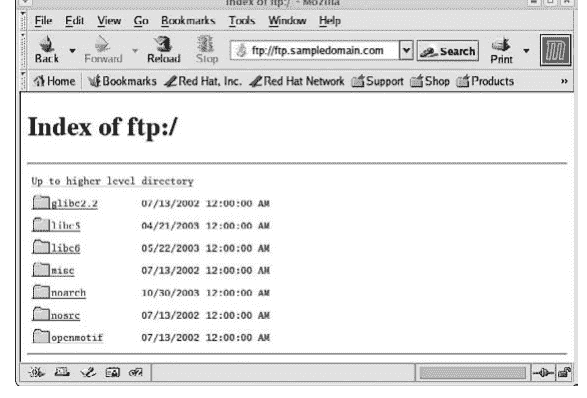 Index of ftp:/ - Mozilla
File Edit View Go Bookmarks Tools Window Help
Back Forward Reload Stop ftp://ftp.sampledomain.com Search Print
Home Bookmarks Red Hat, Inc. Red Hat Network Support Shop Products »
Index of ftp:/
Up to higher level directory
glibc2.2 07/13/2002 12:00:00 AM
libc5 04/21/2003 12:00:00 AM
libc6 05/22/2003 12:00:00 AM
misc 07/13/2002 12:00:00 AM
noarch 10/30/2003 12:00:00 AM
nosrc 07/13/2002 12:00:00 AM
openmotif 07/13/2002 12:00:00 AM